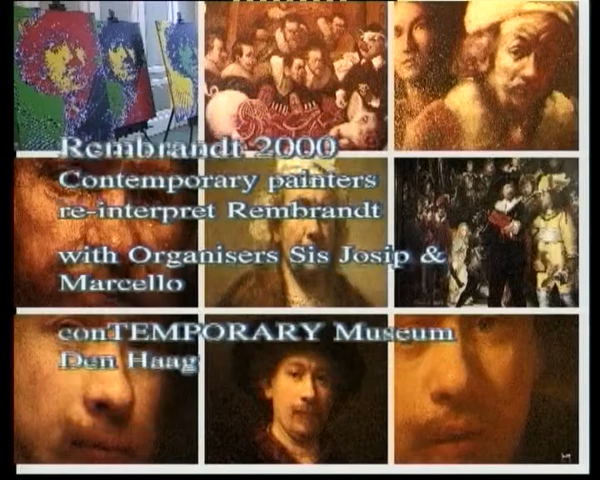 Rembrandt 2000
Contemporary painters
re-interpret Rembrandt
with Organisers Sis Josip &
Marcello
conTEMPORARY Museum
Den Haag